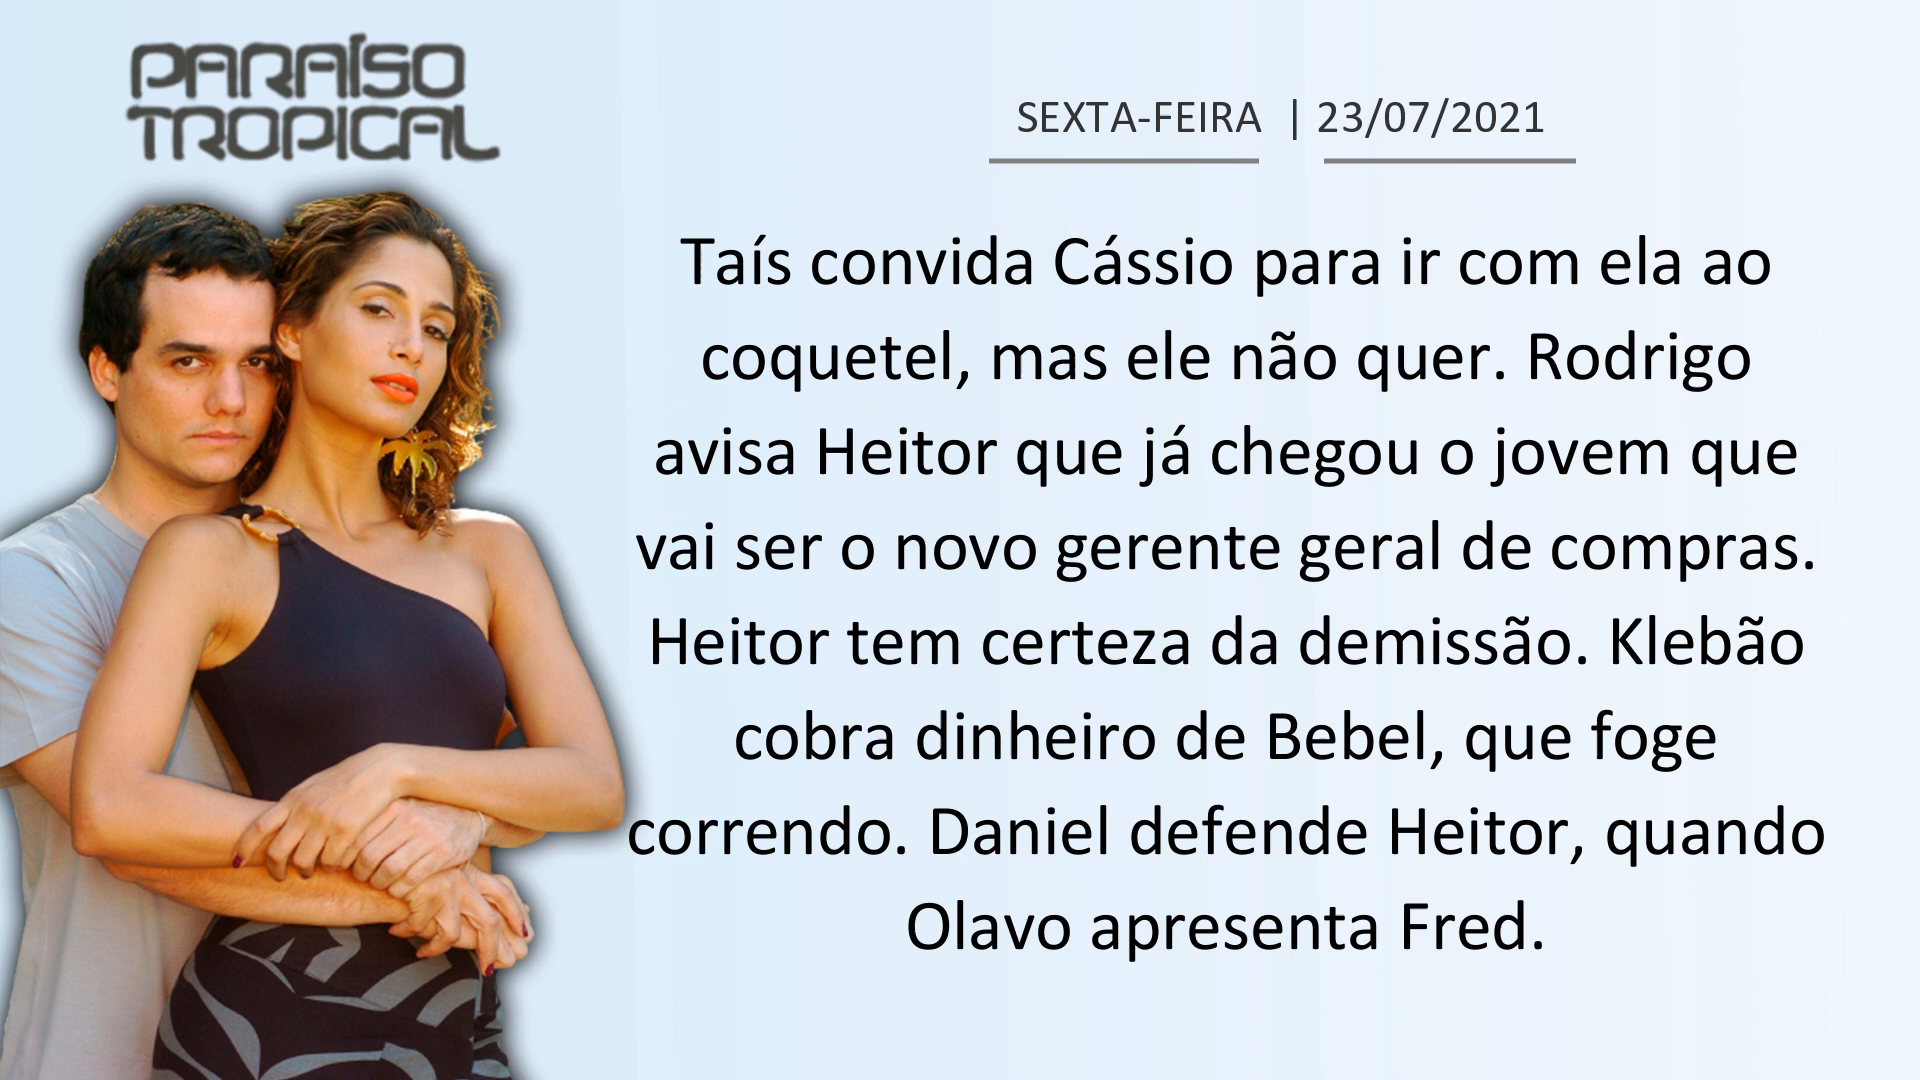 PARAÍSO
TROPICAL
SEXTA-FEIRA | 23/07/2021
Taís convida Cássio para ir com ela ao
coquetel, mas ele não quer. Rodrigo
avisa Heitor que já chegou o jovem que
vai ser o novo gerente geral de compras.
Heitor tem certeza da demissão. Klebão
cobra dinheiro de Bebel, que foge
correndo. Daniel defende Heitor, quando
Olavo apresenta Fred.